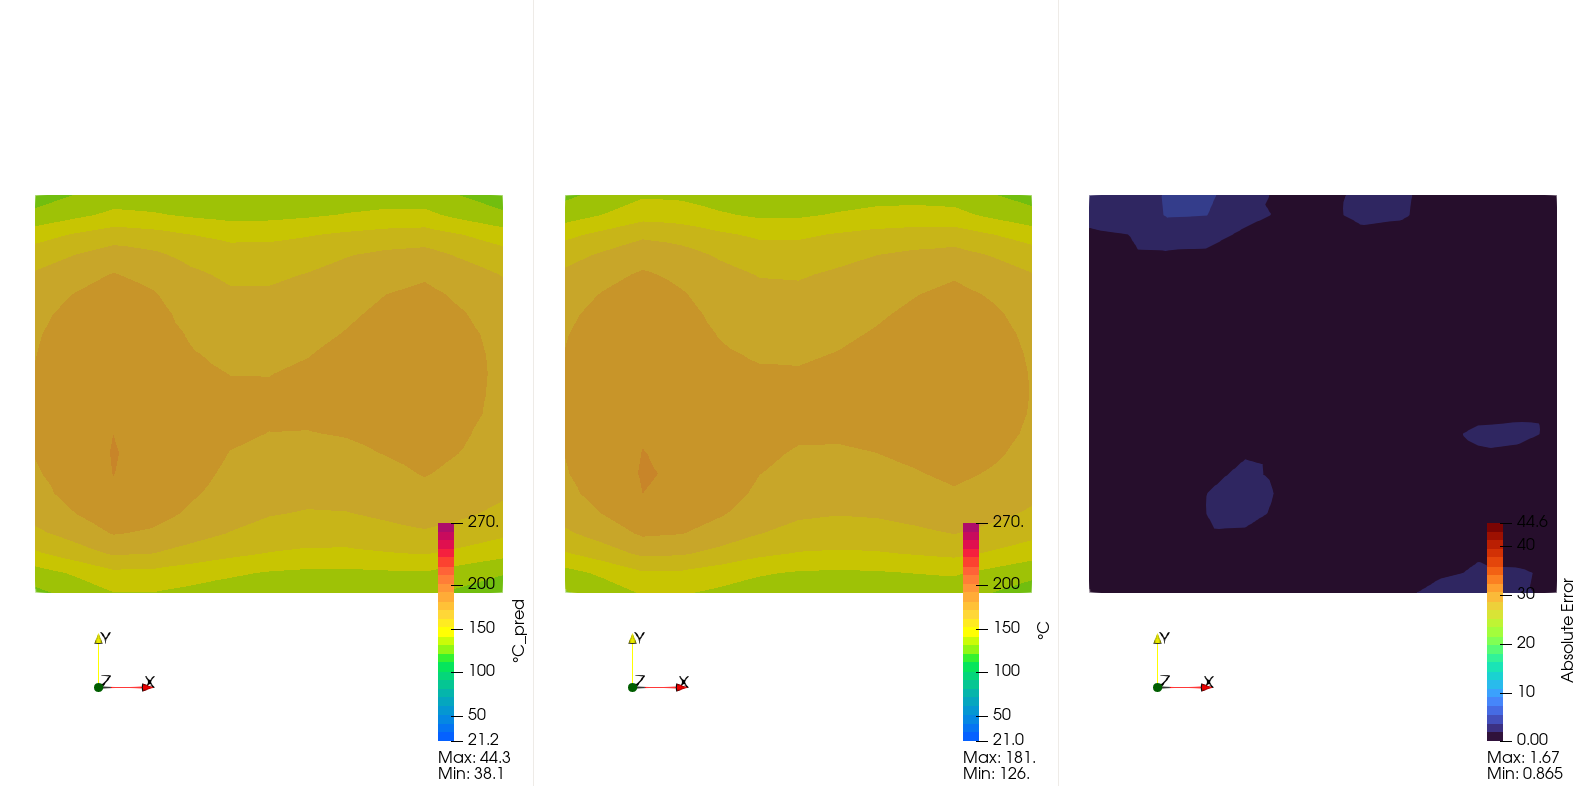 270.
200
150
100
50
21.2
°C_pred
Max: 44.3
Min: 38.1
Y
Z
X
270.
200
150
100
50
21.0
°C
Max: 181.
Min: 126.
Y
Z
X
44.6
40
30
20
10
0.00
Absolute Error
Max: 1.67
Min: 0.865
Y
Z
X